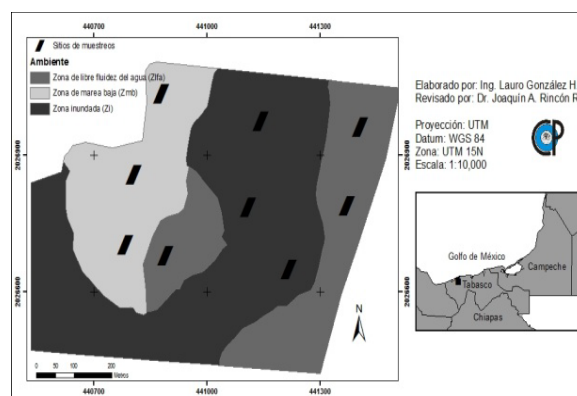 440700 441000 441300
Sitios de muestreos
Ambiente
Zona de libre fluidez del agua (Zlfa)
Zona de marea baja (Zmb)
Zona inundada (Zi)
2026900
2026900
2026600
2026600
N
0 50 100 200
Metros
440700 441000 441300
Elaborado por: Ing. Lauro González H.
Revisado por: Dr. Joaquín A. Rincón R
Proyección: UTM
Datum: WGS 84
Zona: UTM 15N
Escala: 1:10,000
Golfo de México
Campeche
Tabasco
Chiapas